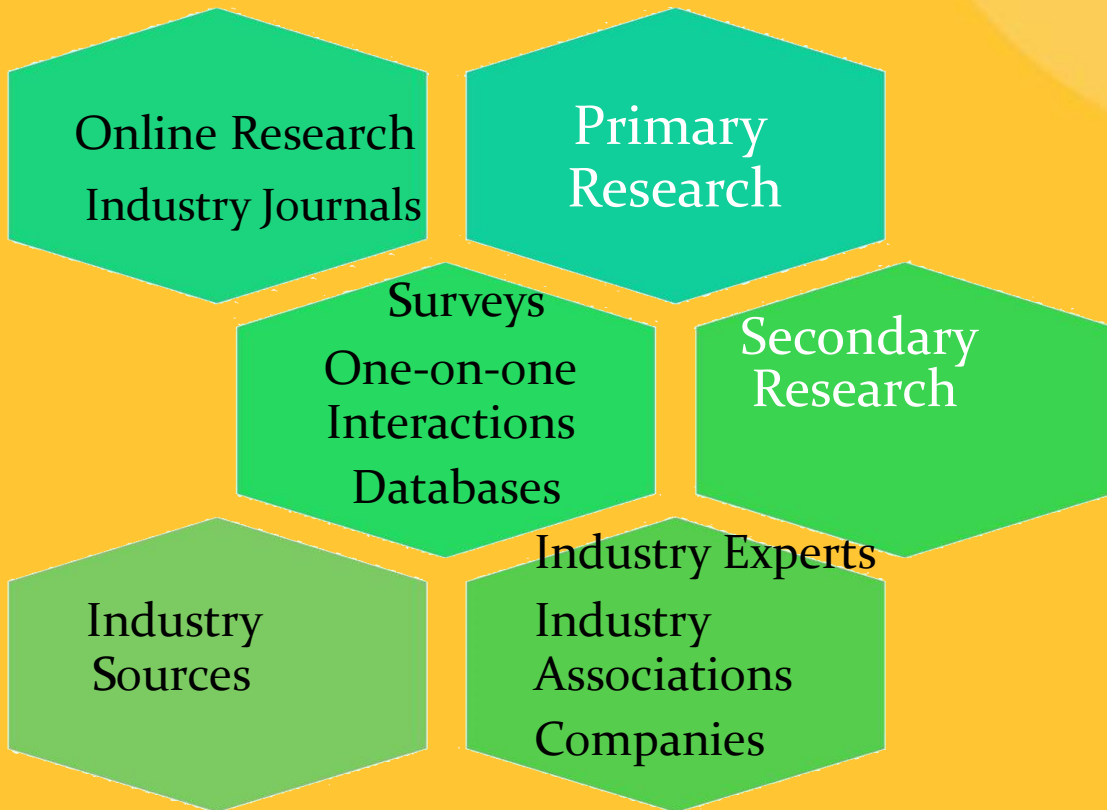 Online Research
Industry Journals
Primary
Research
Surveys
One-on-one
Interactions
Databases
Secondary
Research
Industry
Sources
Industry Experts
Industry
Associations
Companies